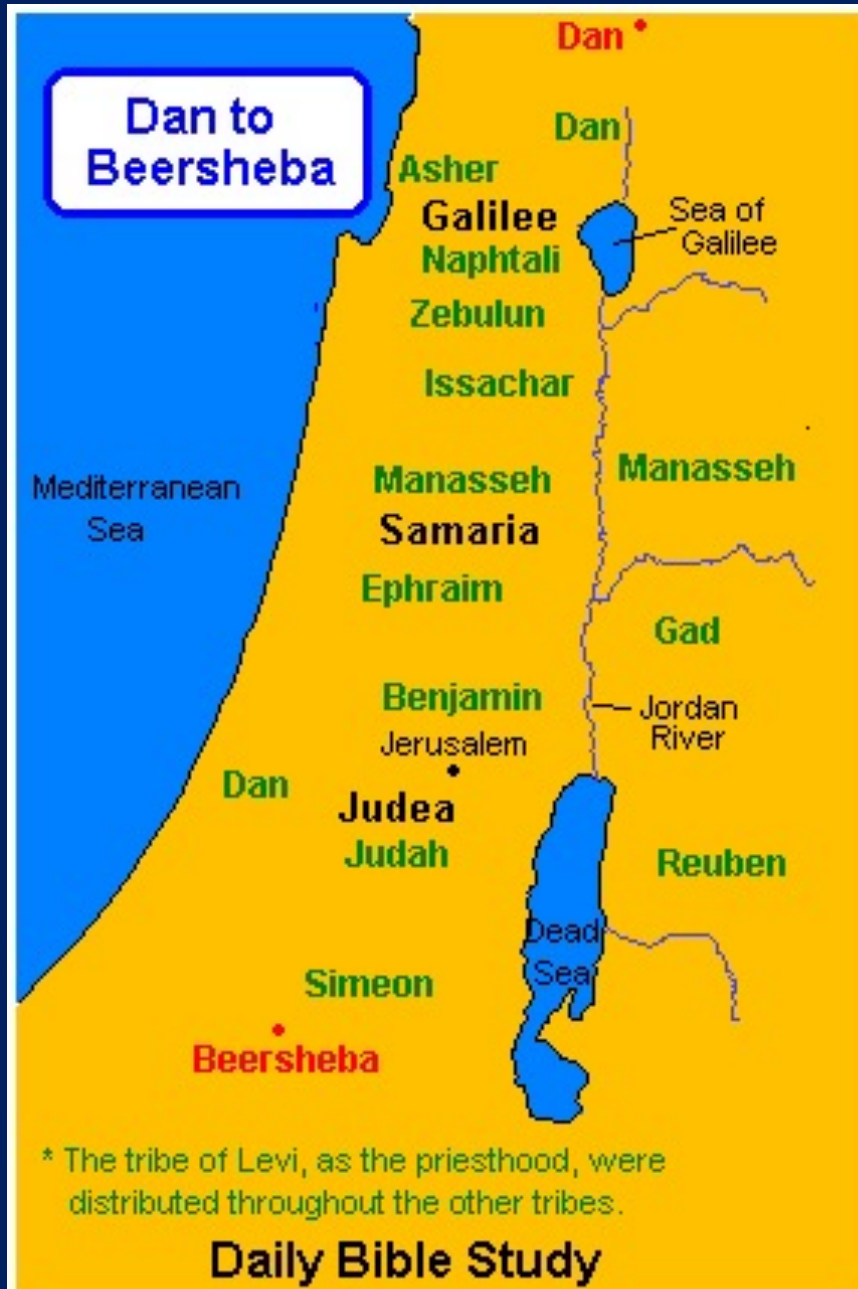 Dan
Dan to
Beersheba
Dan
Asher
Galilee
Sea of
Galilee
Naphtali
Zebulun
Issachar
Manasseh
Manasseh
Mediterranean
Sea
Samaria
Ephraim
Gad
Benjamin
Jordan
River
Jerusalem
Dan
Judea
Judah
Reuben
Dead
Sea
Simeon
Beersheba
* The tribe of Levi, as the priesthood, were
distributed throughout the other tribes.
Daily Bible Study